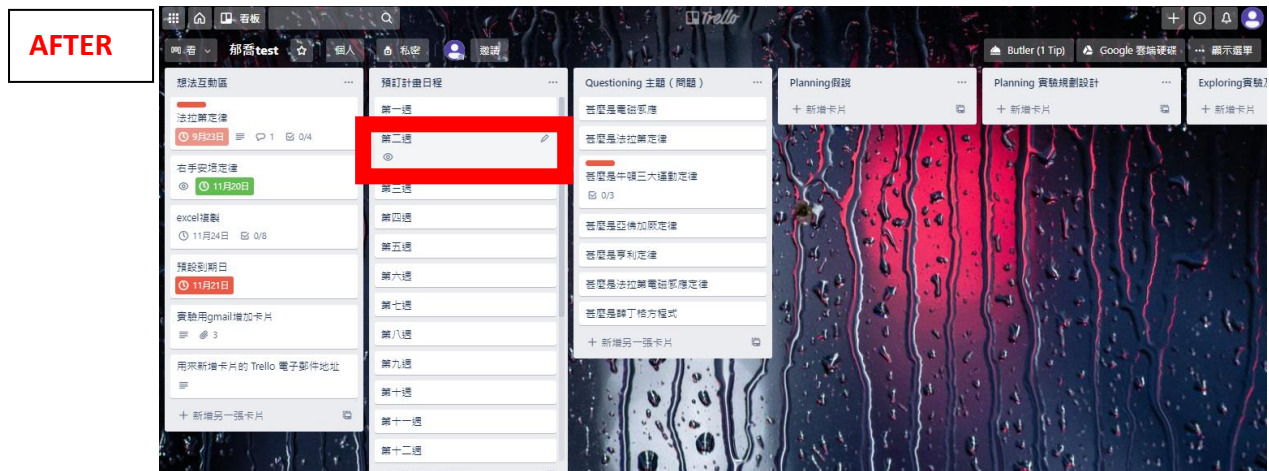 AFTER
看板
Trello
看
郁喬test
個人
私密
邀請
Butler (1 Tip)
Google 雲端硬碟
顯示選單
想法互動區
法拉第定律
9月23日 1 0/4
右手安培定律
11月20日
excel複製
11月24日 0/8
預設到期日
11月21日
實驗用gmail增加卡片
3
用來新增卡片的 Trello 電子郵件地址
+ 新增另一張卡片
預訂計畫日程
第一週
第二週
第三週
第四週
第五週
第六週
第七週
第八週
第九週
第十週
第十一週
第十二週
Questioning 主題（問題）
甚麼是電磁感應
甚麼是法拉第定律
甚麼是牛頓三大運動定律
0/3
甚麼是亞佛加厥定律
甚麼是亨利定律
甚麼是法拉第電磁感應定律
甚麼是薛丁格方程式
+ 新增另一張卡片
Planning假說
+ 新增卡片
Planning 實驗規劃設計
+ 新增卡片
Exploring實驗
+ 新增卡片